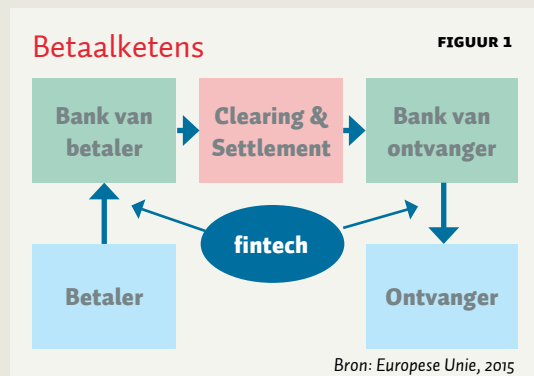 Betaalketens
FIGUUR 1
Bank van
betaler
Clearing &
Settlement
Bank van
ontvanger
fintech
Betaler
Ontvanger
Bron: Europese Unie, 2015